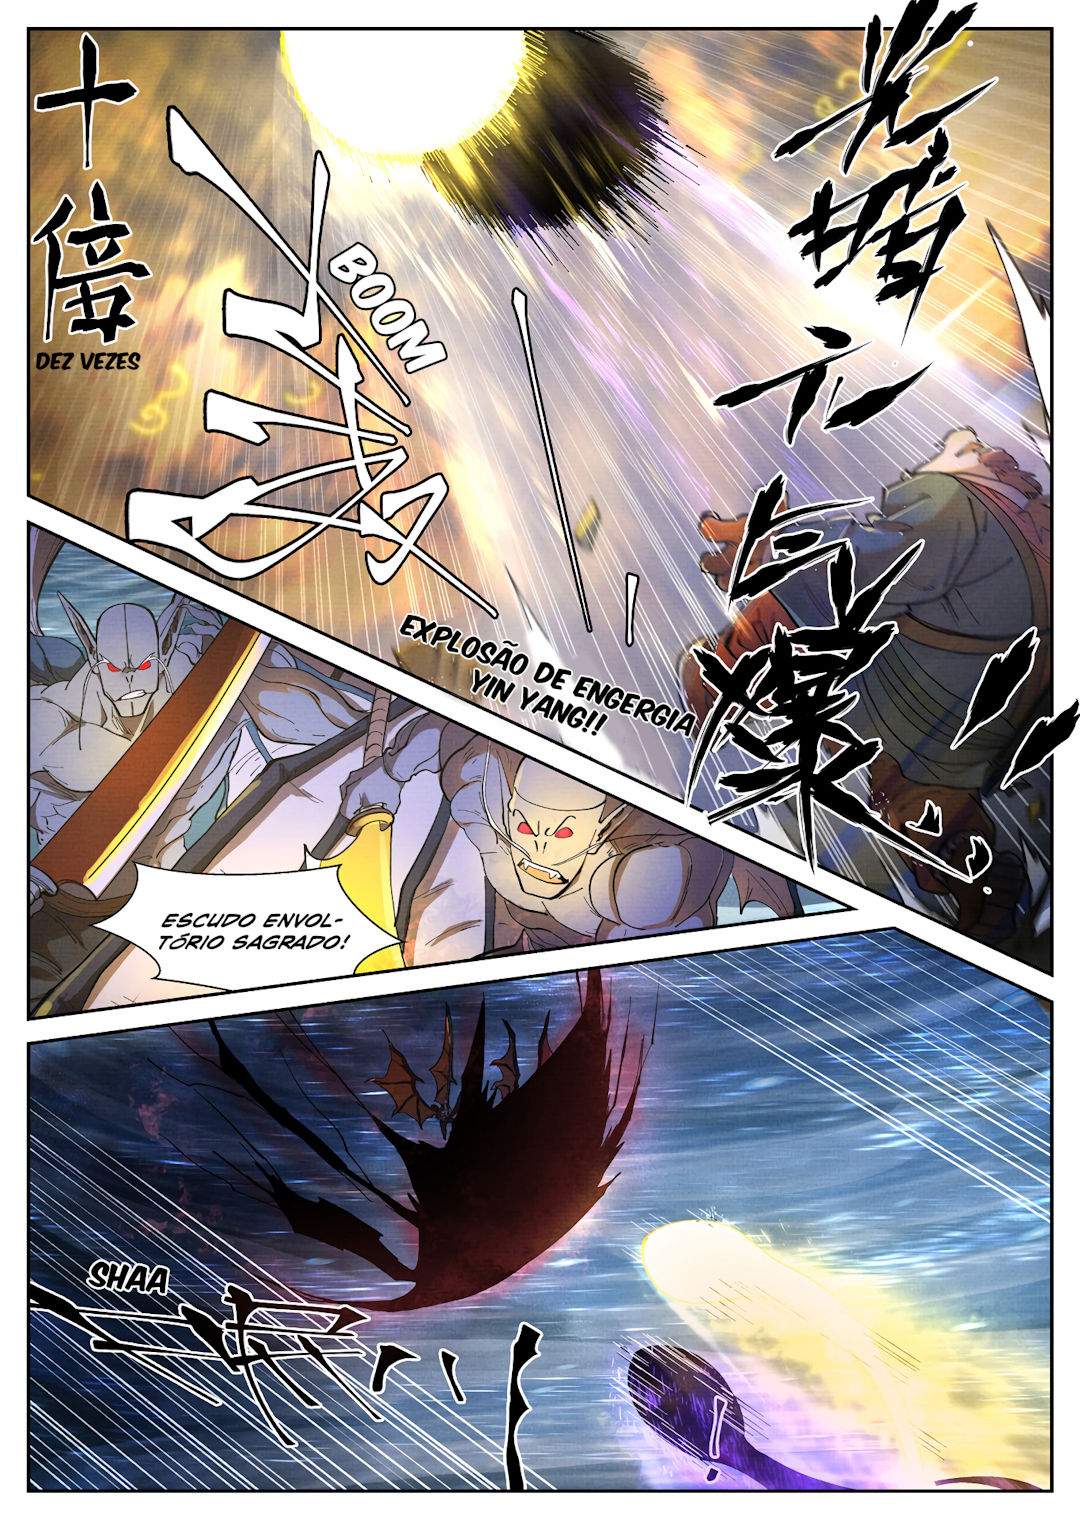 十倍
DEZ VEZES
BOOM
光暗元气爆!!
EXPLOSÃO DE ENGERGIA
YIN YANG!!
ESCUDO ENVOL-
TÓRIO SAGRADO!
SHAA